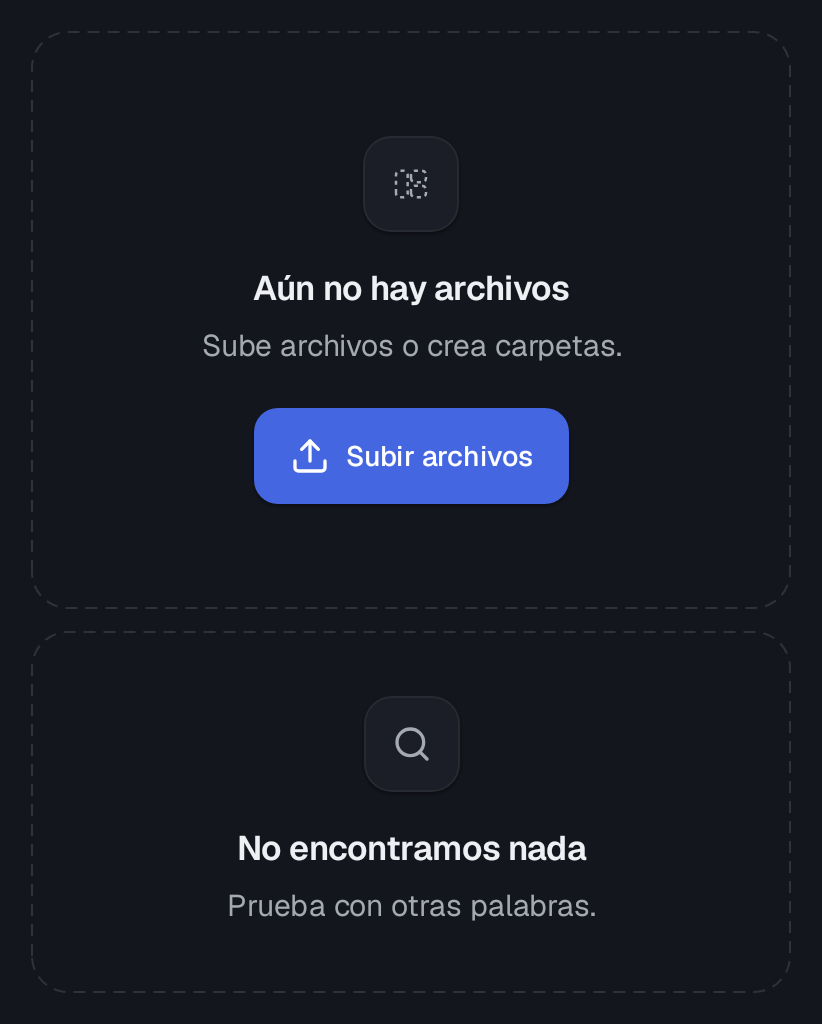 Aún no hay archivos
Sube archivos o crea carpetas.
Subir archivos
No encontramos nada
Prueba con otras palabras.